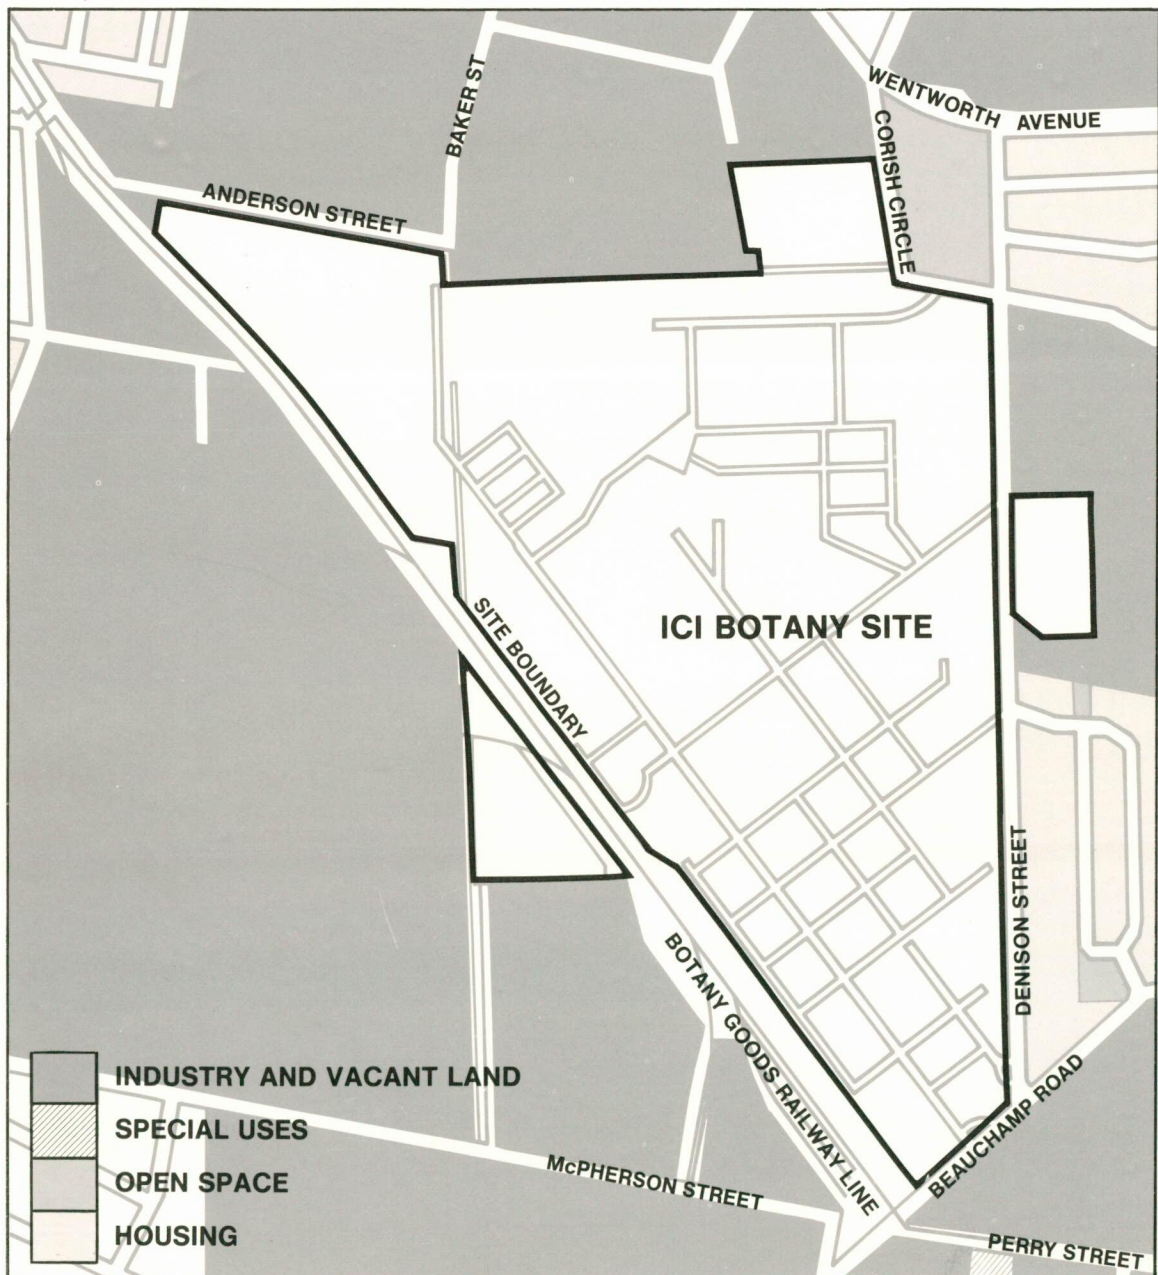 WENTWORTH AVENUE
BAKER ST
CORISH CIRCLE
ANDERSON STREET
ICI BOTANY SITE
SITE BOUNDARY
DENISON STREET
BOTANY GOODS RAILWAY LINE
BEAUCHAMP ROAD
McPHERSON STREET
PERRY STREET
INDUSTRY AND VACANT LAND
SPECIAL USES
OPEN SPACE
HOUSING